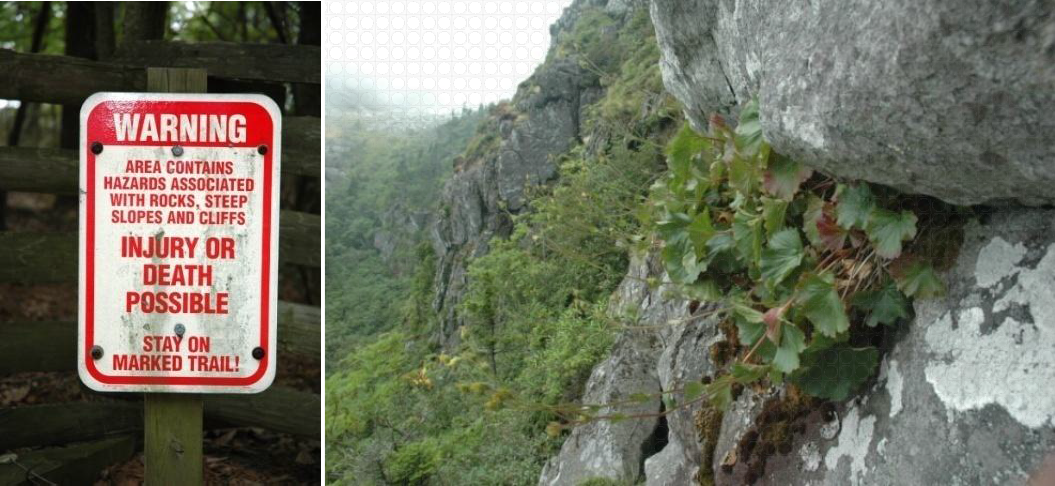 WARNING
AREA CONTAINS
HAZARDS ASSOCIATED
WITH ROCKS, STEEP
SLOPES AND CLIFFS
INJURY OR
DEATH
POSSIBLE
STAY ON
MARKED TRAIL!